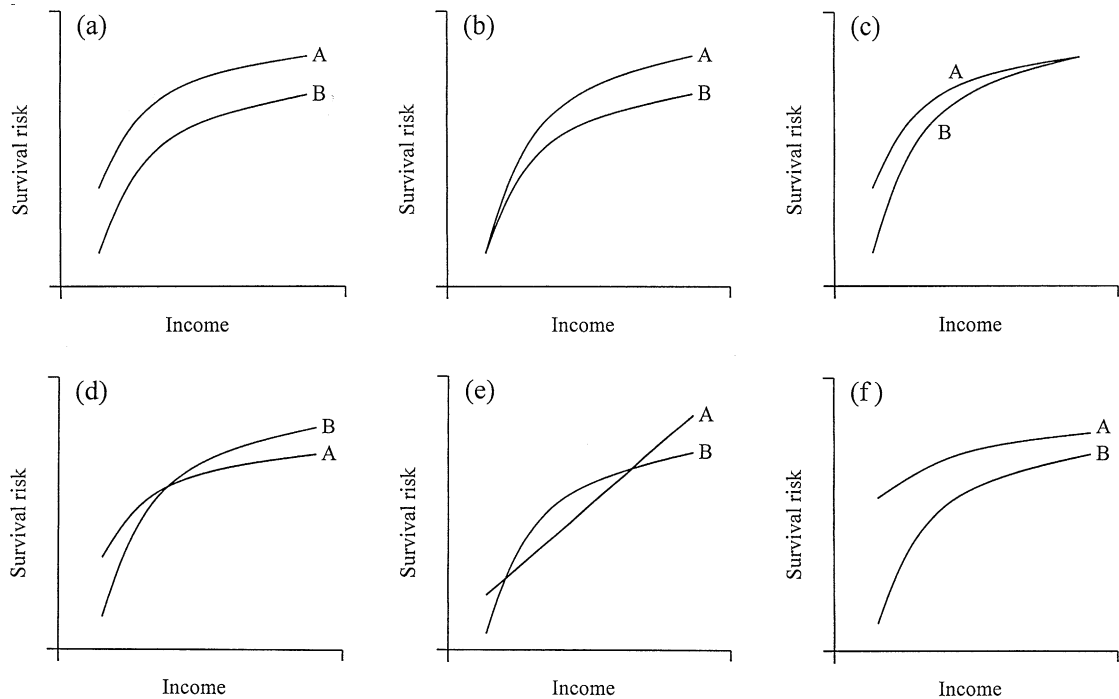 (a)
A
B
Survival risk
Income
(b)
A
B
Survival risk
Income
(c)
A
B
Survival risk
Income
(d)
B
A
Survival risk
Income
(e)
A
B
Survival risk
Income
(f)
A
B
Survival risk
Income